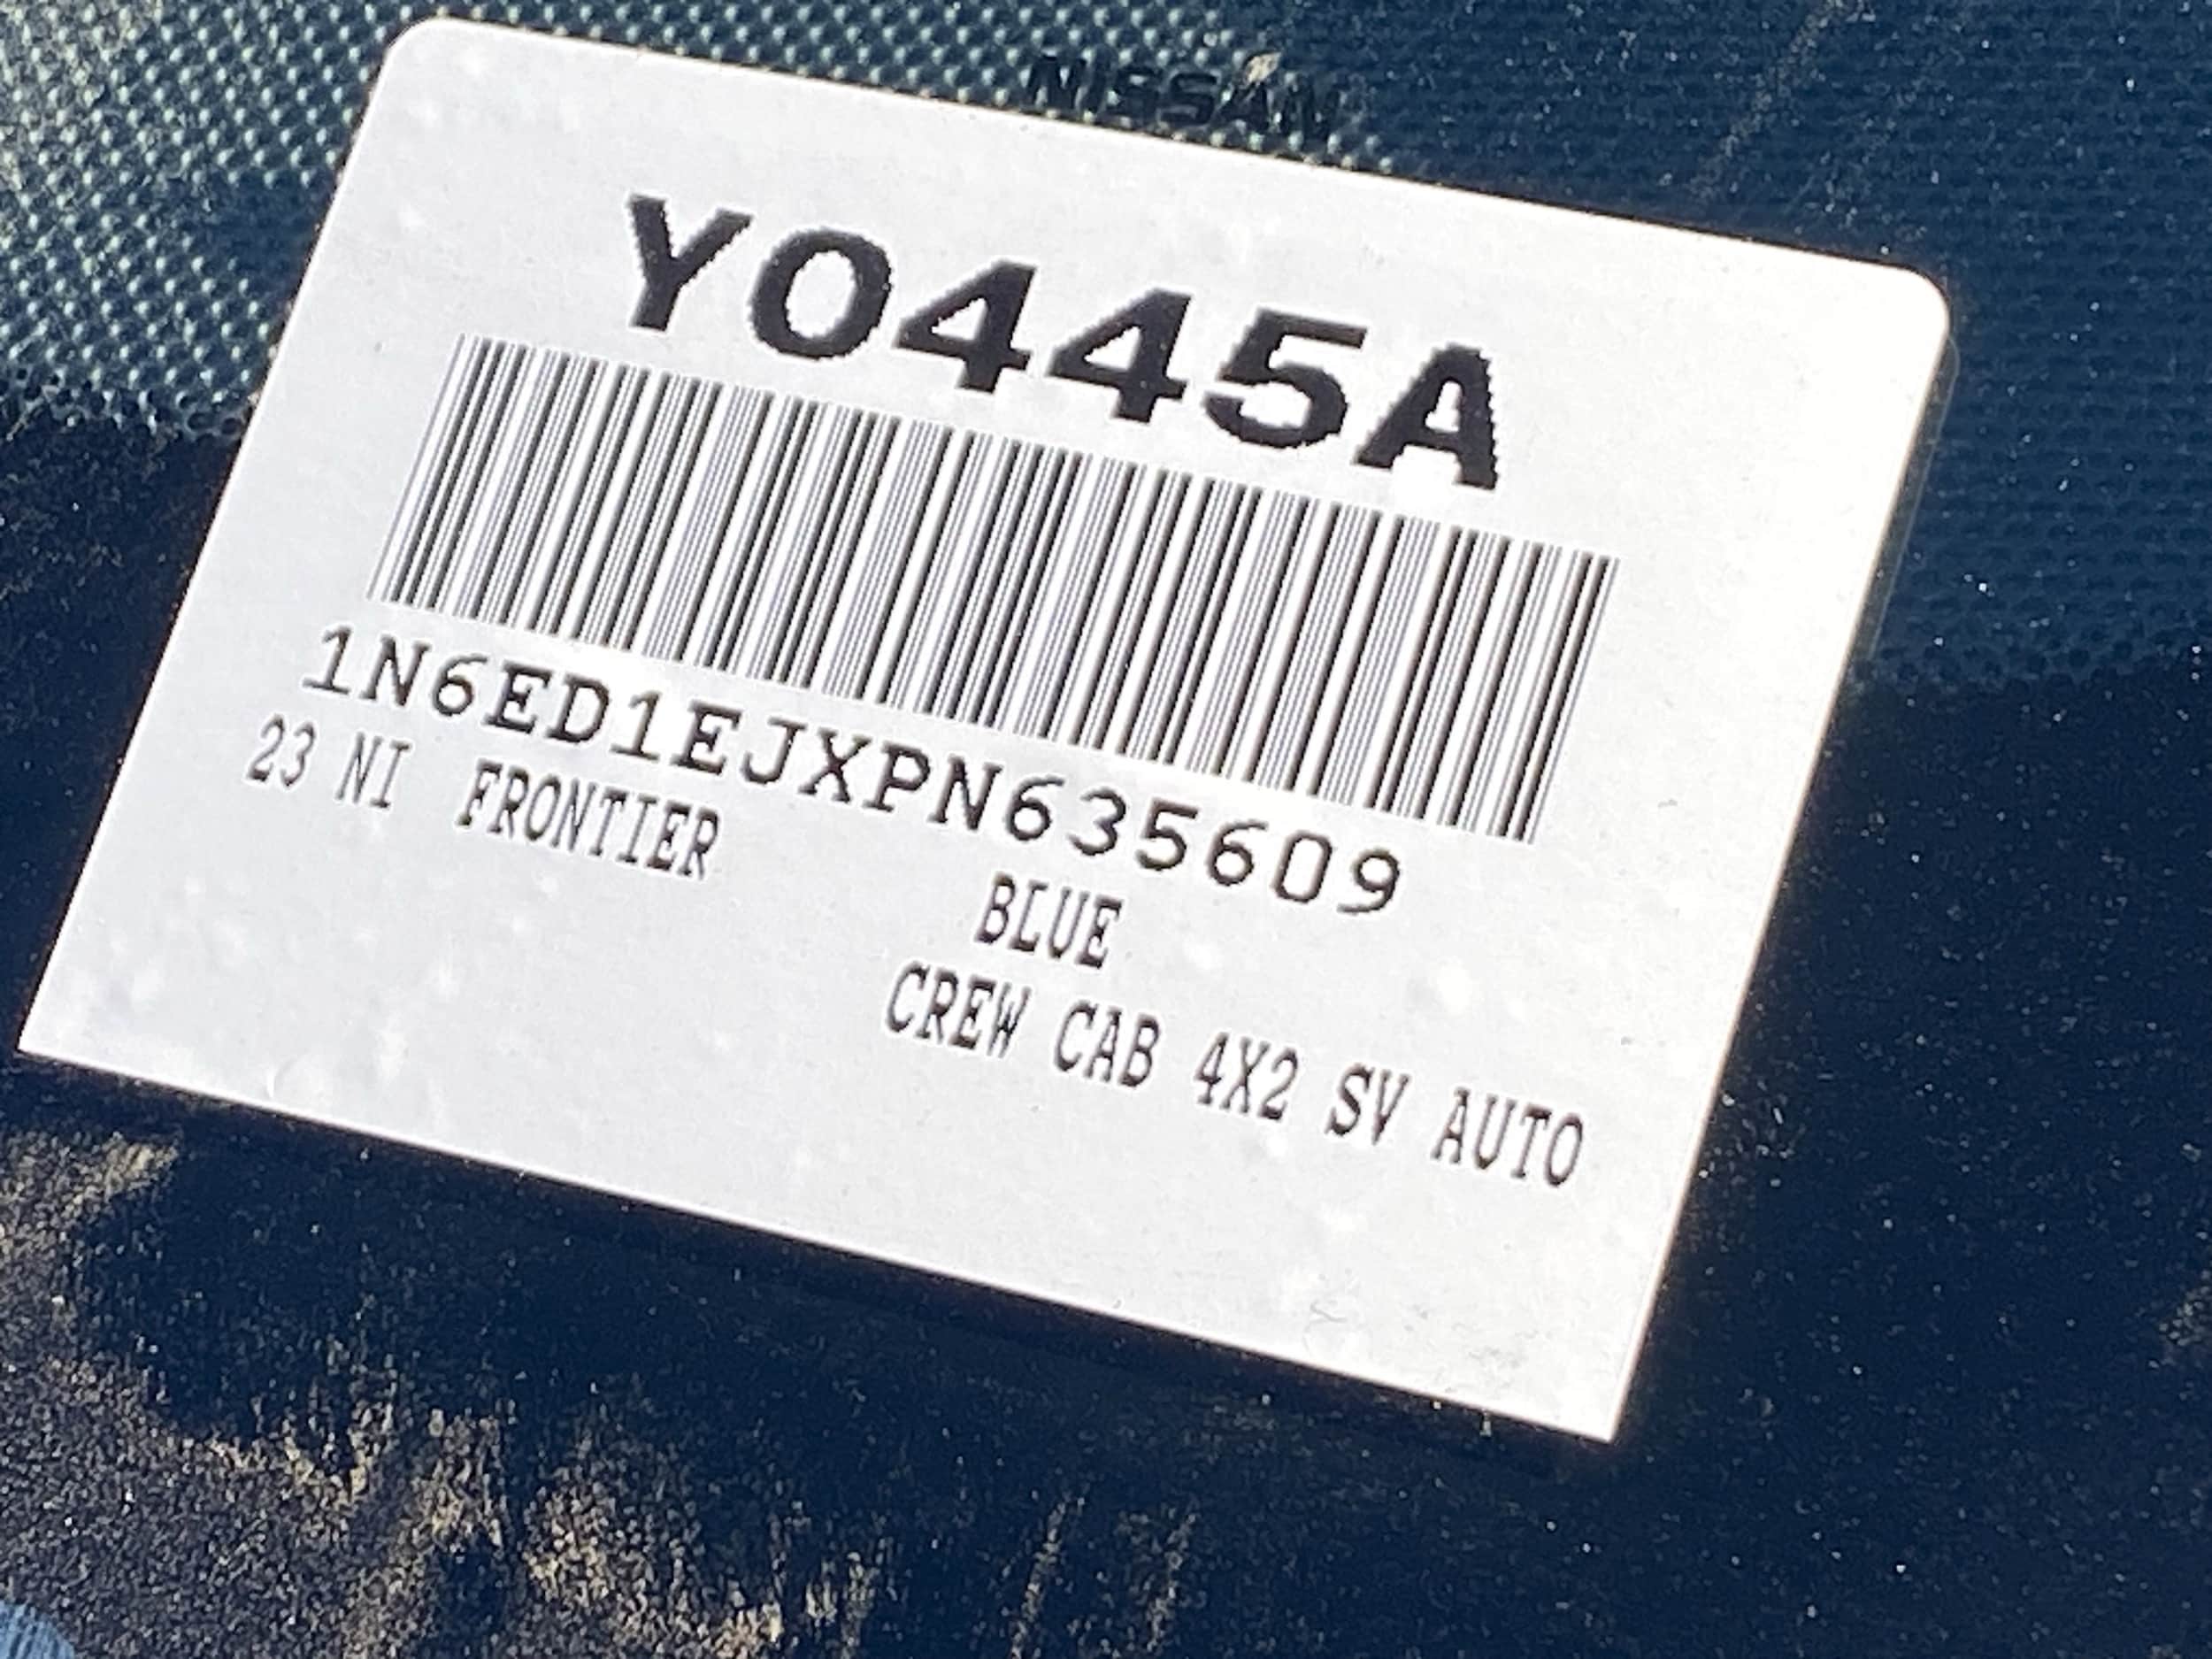 NISSAN
Y0445A
1N6ED1EJXPN635609
23 NI FRONTIER
BLUE
CREW CAB 4X2 SV AUTO